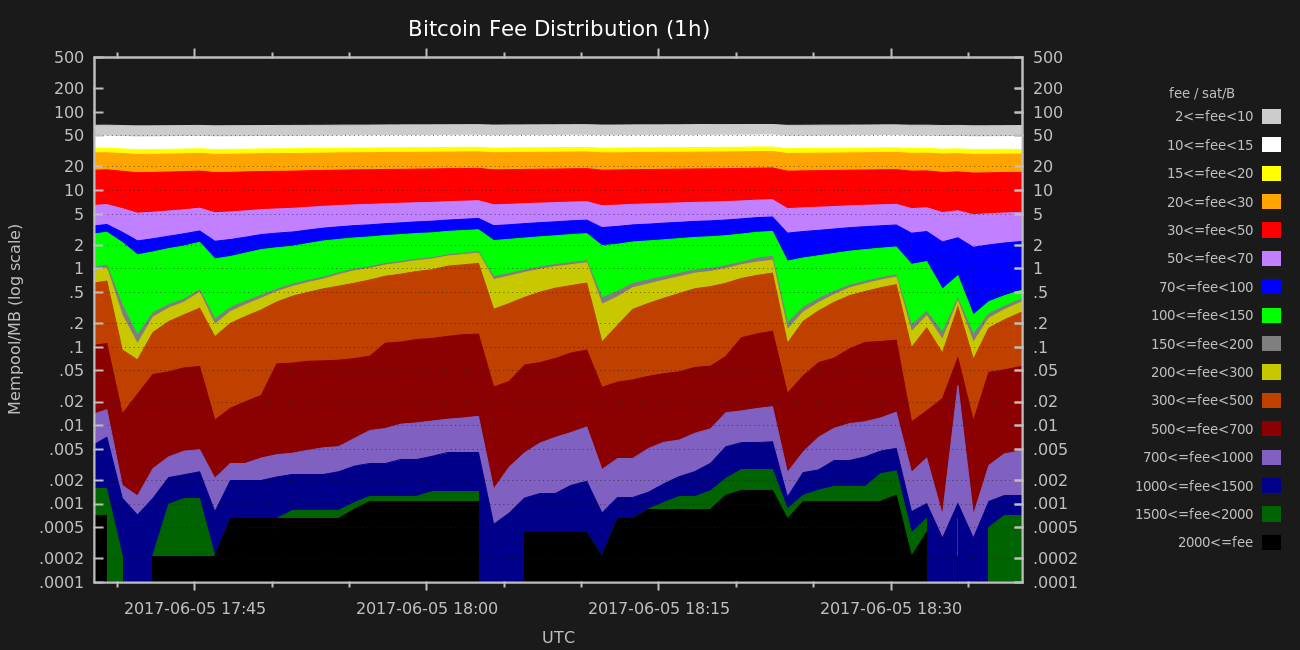 Bitcoin Fee Distribution (1h)
500 500
200 200
100 100
50 50
20 20
10 10
5 5
2 2
1 1
.5 .5
.2 .2
.1 .1
.05 .05
.02 .02
.01 .01
.005 .005
.002 .002
.001 .001
.0005 .0005
.0002 .0002
.0001 .0001
Mempool/MB (log scale)
2017-06-05 17:45 2017-06-05 18:00 2017-06-05 18:15 2017-06-05 18:30
UTC
fee / sat/B
2<=fee<10
10<=fee<15
15<=fee<20
20<=fee<30
30<=fee<50
50<=fee<70
70<=fee<100
100<=fee<150
150<=fee<200
200<=fee<300
300<=fee<500
500<=fee<700
700<=fee<1000
1000<=fee<1500
1500<=fee<2000
2000<=fee